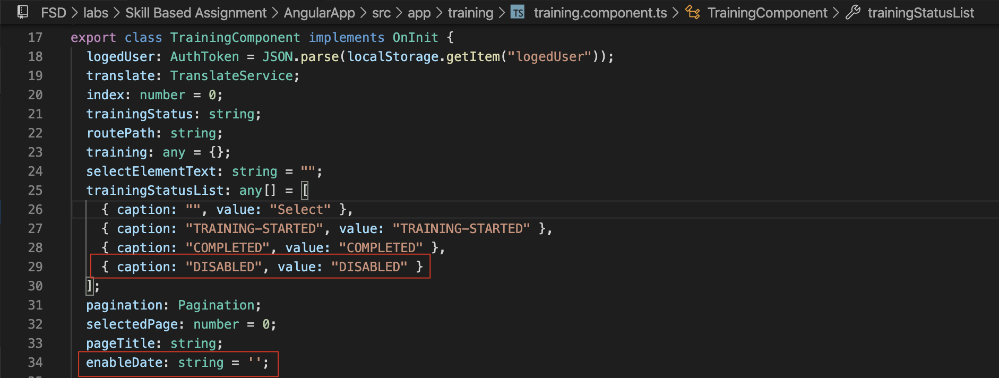 FSD > labs > Skill Based Assignment > AngularApp > src > app > training > TS training.component.ts > TrainingComponent > trainingStatusList
17 export class TrainingComponent implements OnInit {
18 logedUser: AuthToken = JSON.parse(localStorage.getItem("logedUser"));
19 translate: TranslateService;
20 index: number = 0;
21 trainingStatus: string;
22 routePath: string;
23 training: any = {};
24 selectElementText: string = "";
25 trainingStatusList: any[] = [
26 { caption: "", value: "Select" },
27 { caption: "TRAINING-STARTED", value: "TRAINING-STARTED" },
28 { caption: "COMPLETED", value: "COMPLETED" },
29 { caption: "DISABLED", value: "DISABLED" }
30 ];
31 pagination: Pagination;
32 selectedPage: number = 0;
33 pageTitle: string;
34 enableDate: string = '';